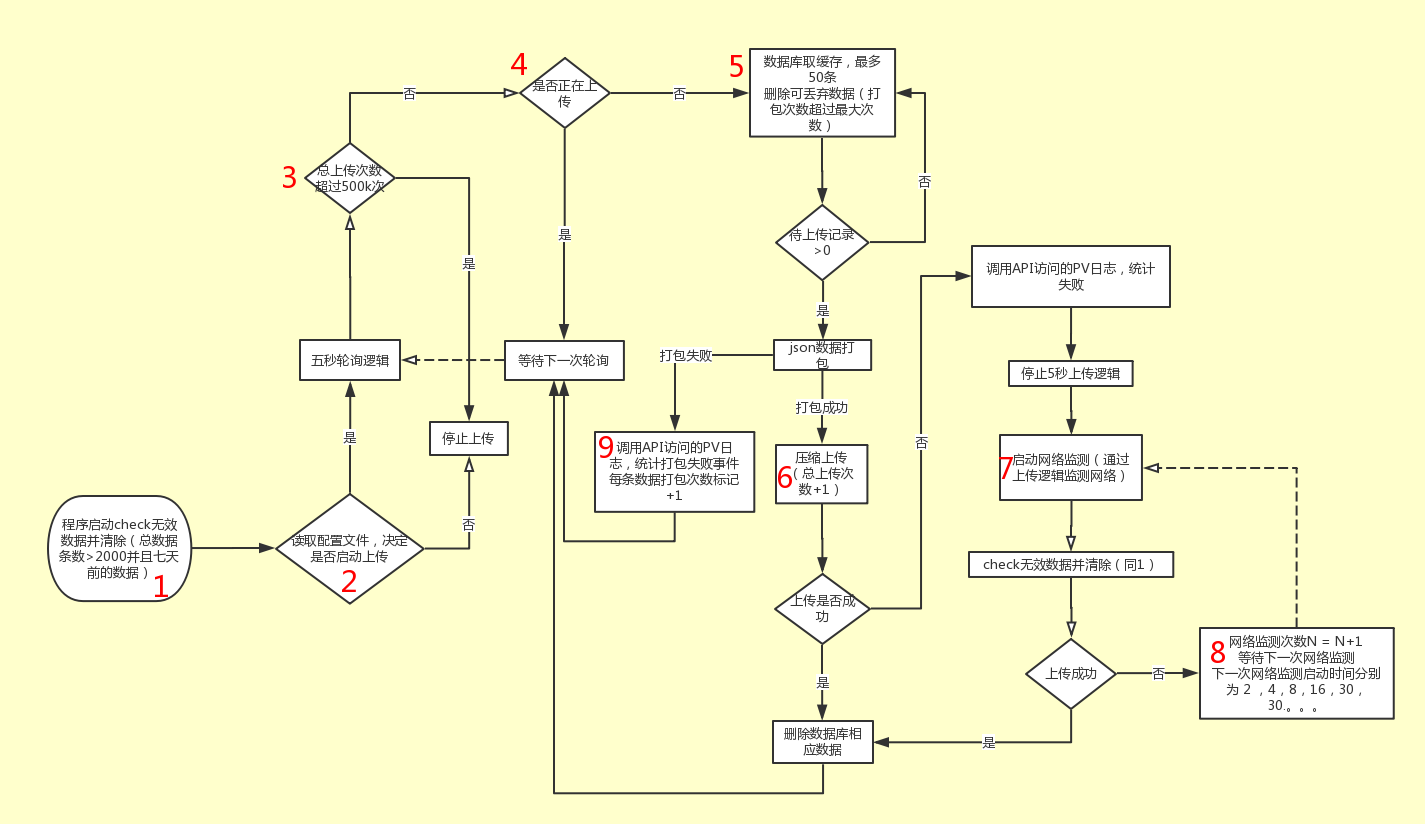 4
是否正在上
传
否
否
5
数据库取缓存，最多
50条
删除可丢弃数据（打
包次数超过最大次
数）
3
总上传次数
超过500k次
是
是
待上传记录
>0
否
是
调用API访问的PV日志，统计
失败
五秒轮询逻辑
等待下一次轮询
打包失败
json数据打
包
停止5秒上传逻辑
是
停止上传
打包成功
否
9
调用API访问的PV日
志，统计打包失败事件
每条数据打包次数标记
+1
6
压缩上传
（总上传次
数+1）
7
启动网络监测（通过
上传逻辑监测网络）
程序启动check无效
数据并清除（总数据
条数>2000并且七天
前的数据）
1
读取配置文件，决定
是否启动上传
2
否
check无效数据并清除（同1）
上传是否成
功
是
上传成功
否
8
网络监测次数N = N+1
等待下一次网络监测
下一次网络监测启动时间分别
为 2 ，4，8，16，30，
30.。。。
删除数据库相
应数据
是